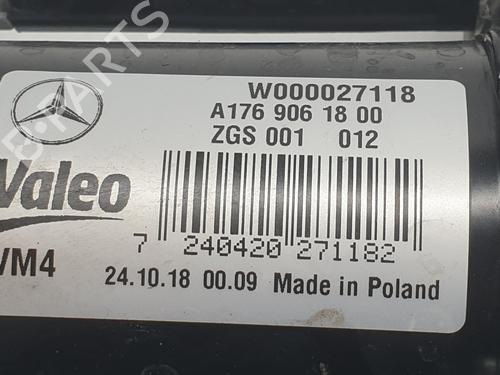 W000027118
A176 906 18 00
ZGS 001 012
Valeo
VM4
7 240420 271182
24.10.18 00.09 Made in Poland
PARTS